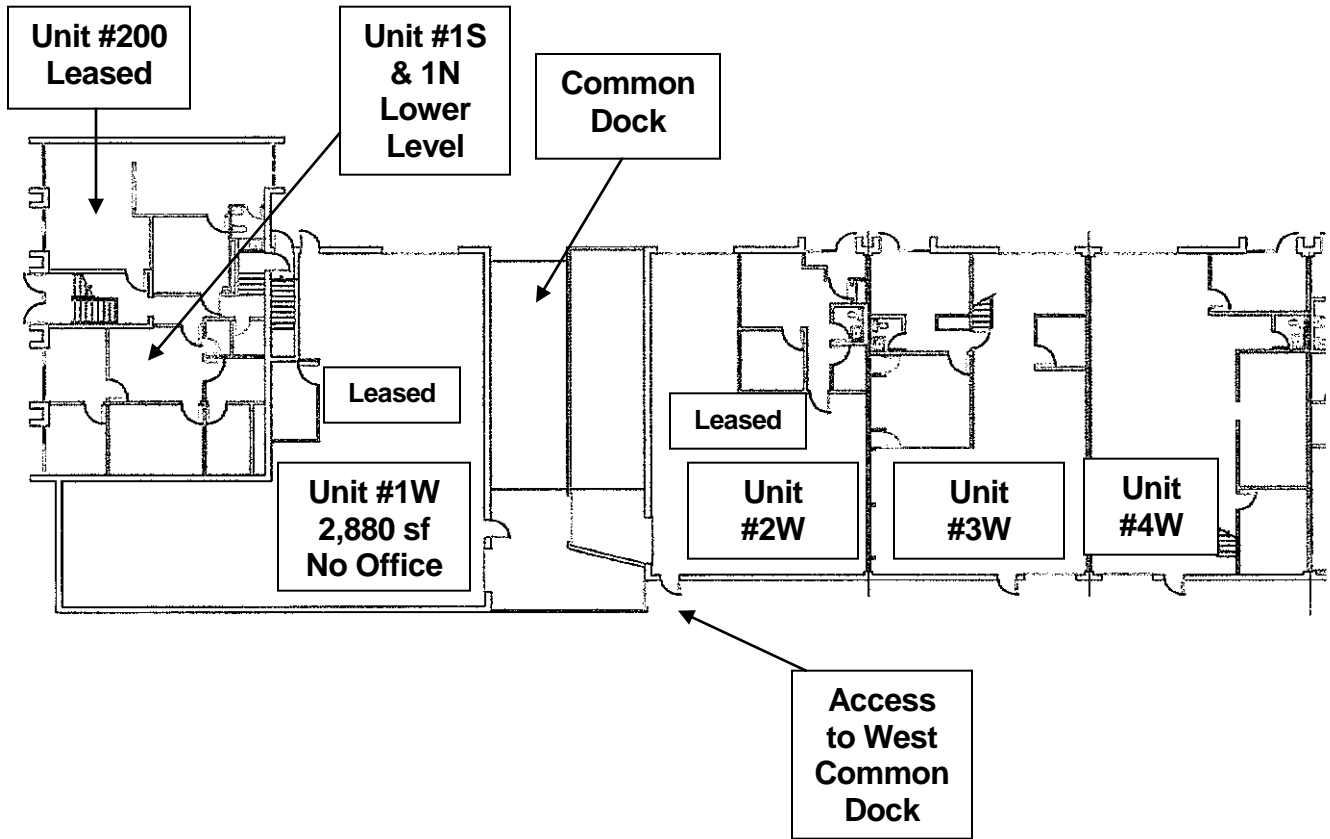 Unit #200
Leased
Unit #1S
& 1N
Lower
Level
Common
Dock
Leased
Leased
Unit #1W
2,880 sf
No Office
Unit
#2W
Unit
#3W
Unit
#4W
Access
to West
Common
Dock